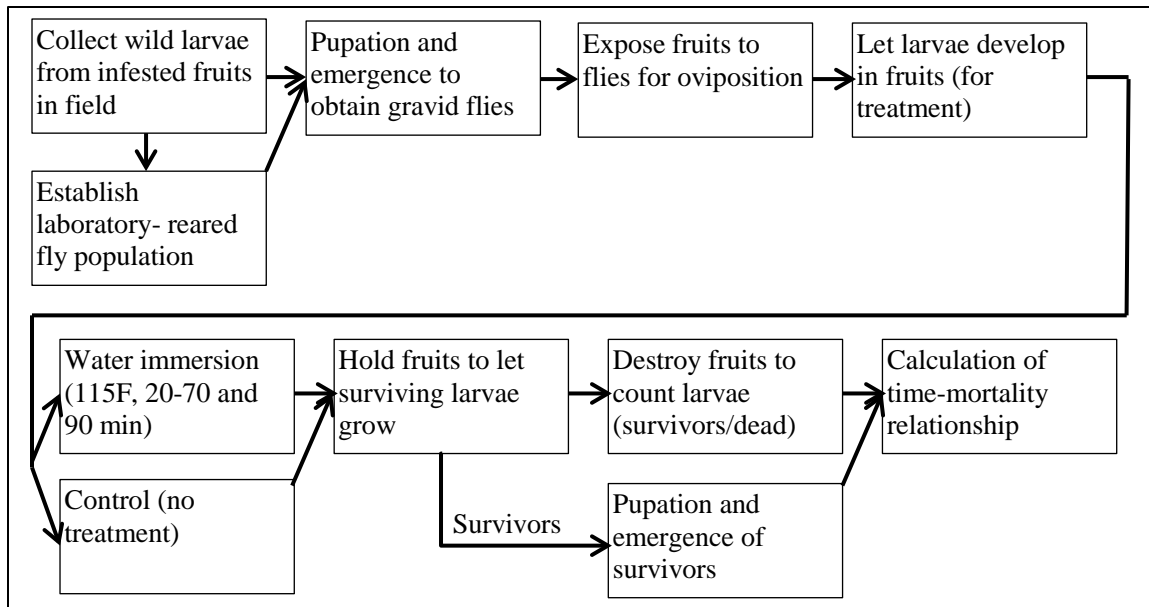 Collect wild larvae
from infested fruits
in field
Pupation and
emergence to
obtain gravid flies
Expose fruits to
flies for oviposition
Let larvae develop
in fruits (for
treatment)
Establish
laboratory- reared
fly population
Water immersion
(115F, 20-70 and
90 min)
Hold fruits to let
surviving larvae
grow
Destroy fruits to
count larvae
(survivors/dead)
Calculation of
time-mortality
relationship
Control (no
treatment)
Survivors
Pupation and
emergence of
survivors